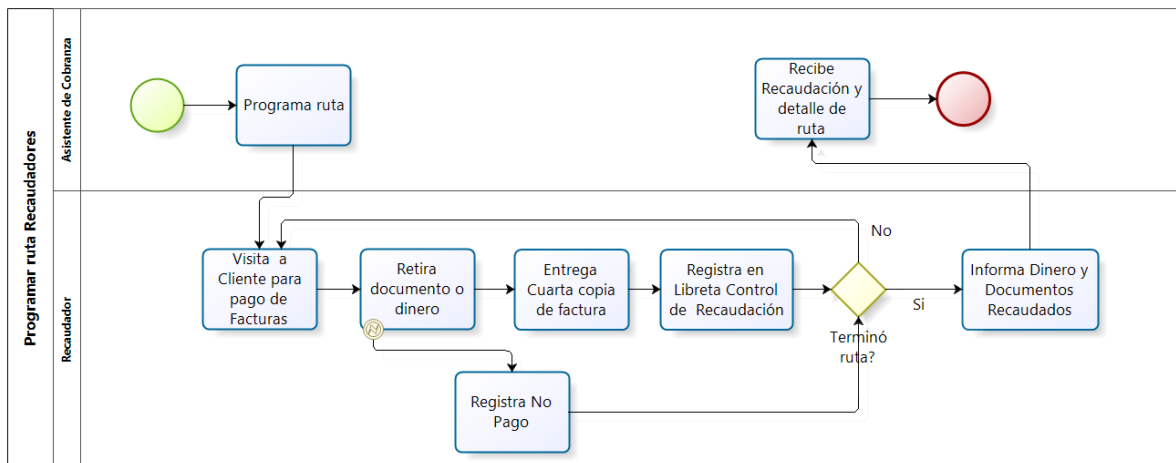 Programar ruta Recaudadores
Asistente de Cobranza
Programa ruta
Recibe
Recaudación y
detalle de
ruta
Recaudador
Visita a
Cliente para
pago de
Facturas
Retira
documento o
dinero
Entrega
Cuarta copia
de factura
Registra en
Libreta Control
de Recaudación
No
Si
Terminó
ruta?
Informa Dinero y
Documentos
Recaudados
Registra No
Pago